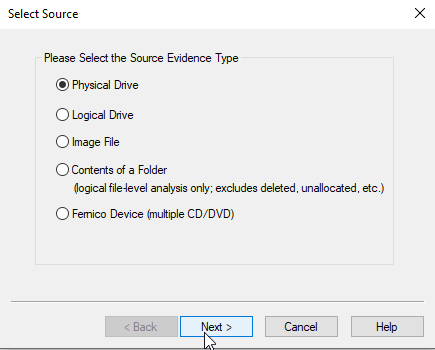 Select Source
Please Select the Source Evidence Type
Physical Drive
Logical Drive
Image File
Contents of a Folder
(logical file-level analysis only; excludes deleted, unallocated, etc.)
Fernico Device (multiple CD/DVD)
< Back
Next >
Cancel
Help